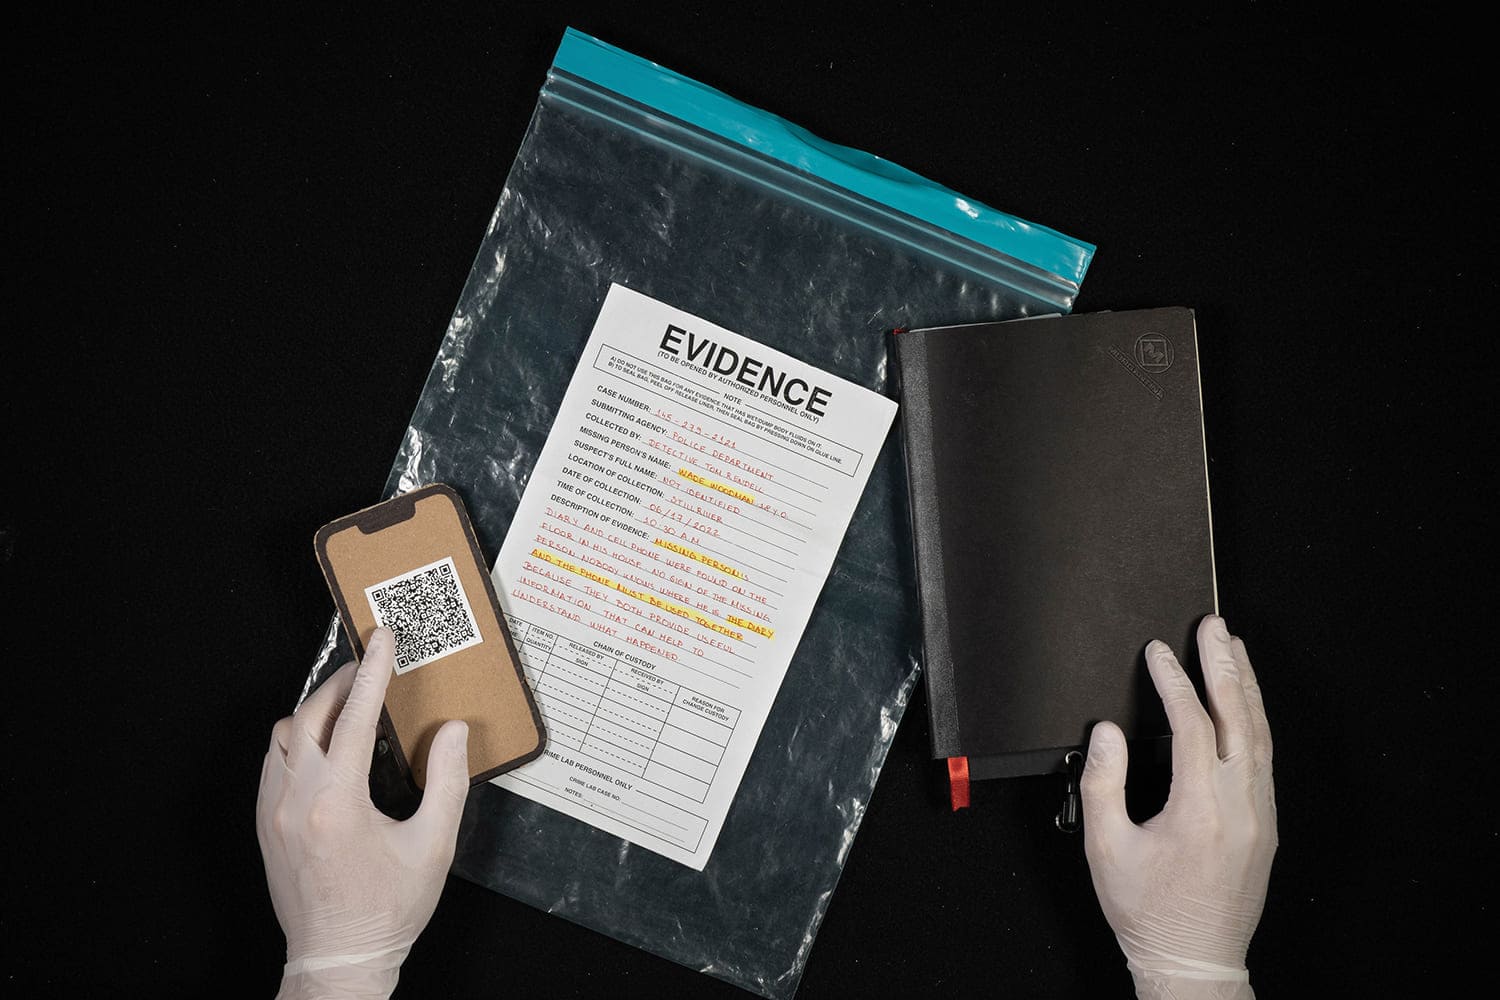 EVIDENCE
(TO BE OPENED BY AUTHORIZED PERSONNEL ONLY)
NOTE
A) DO NOT USE THIS BAG FOR ANY EVIDENCE THAT HAS WET/DUMP BODY FLUIDS ON IT.
B) TO SEAL BAG, PEEL OFF RELEASE LINER, THEN SEAL BAG BY PRESSING DOWN ON GLUE LINE.
CASE NUMBER: 145-279-2121
SUBMITTING AGENCY: POLICE DEPARTMENT
COLLECTED BY: DETECTIVE TOM RENDELL
MISSING PERSON'S NAME: WADE WOODMAN
SUSPECT'S FULL NAME: NOT IDENTIFIED
LOCATION OF COLLECTION: STILLRIVER
DATE OF COLLECTION: 06/17/2022
TIME OF COLLECTION: 10:30 A.M.
DESCRIPTION OF EVIDENCE: MISSING PERSON'S
DIARY AND CELL PHONE WERE FOUND ON THE
FLOOR IN HIS HOUSE. NO SIGN OF THE MISSING
PERSON. NOBODY KNOWS WHERE HE IS. THE DIARY
AND THE PHONE MUST BE USED TOGETHER
BECAUSE THEY BOTH PROVIDE USEFUL
INFORMATION THAT CAN HELP TO
UNDERSTAND WHAT HAPPENED.
CHAIN OF CUSTODY
DATE
ITEM NO.
QUANTITY
RELEASED BY
SIGN
RECEIVED BY
SIGN
REASON FOR
CHANGE CUSTODY
LAB PERSONNEL ONLY
CRIME LAB CASE NO.
NOTES: